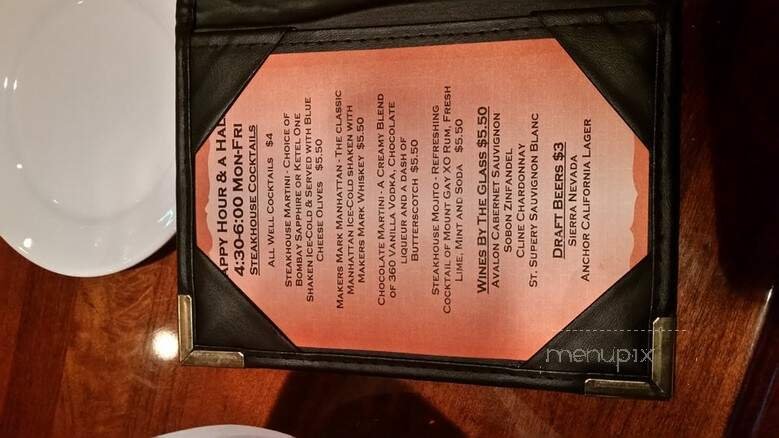 APPY HOUR & A HAL
4:30-6:00 MON-FRI
STEAKHOUSE COCKTAILS
ALL WELL COCKTAILS $4
STEAKHOUSE MARTINI - CHOICE OF
BOMBAY SAPPHIRE OR KETEL ONE
SHAKEN ICE-COLD & SERVED WITH BLUE
CHEESE OLIVES $5.50
MAKERS MARK MANHATTAN - THE CLASSIC
MANHATTAN ICE-COLD SHAKEN WITH
MAKERS MARK WHISKEY $5.50
CHOCOLATE MARTINI - A CREAMY BLEND
OF 360 VANILLA VODKA, CHOCOLATE
LIQUEUR AND A DASH OF
BUTTERSCOTCH $5.50
STEAKHOUSE MOJITO - REFRESHING
COCKTAIL OF MOUNT GAY XO RUM, FRESH
LIME, MINT AND SODA $5.50
WINES BY THE GLASS $5.50
AVALON CABERNET SAUVIGNON
SOBON ZINFANDEL
CLINE CHARDONNAY
ST. SUPERY SAUVIGNON BLANC
DRAFT BEERS $3
SIERRA NEVADA
ANCHOR CALIFORNIA LAGER
menupix